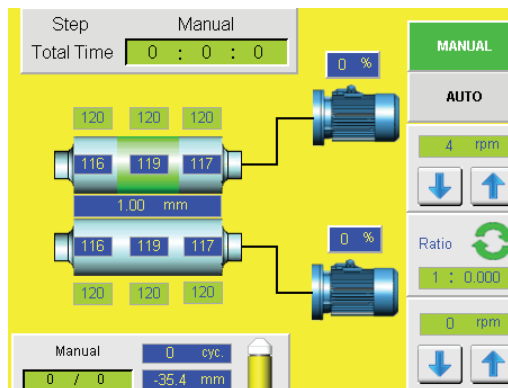 Step Manual
Total Time 0 : 0 : 0
0 %
MANUAL
AUTO
120 120 120
116 119 117
1.00 mm
116 119 117
120 120 120
0 %
4 rpm
Ratio
1 : 0.000
0 rpm
Manual
0 / 0
0 cyc.
-35.4 mm